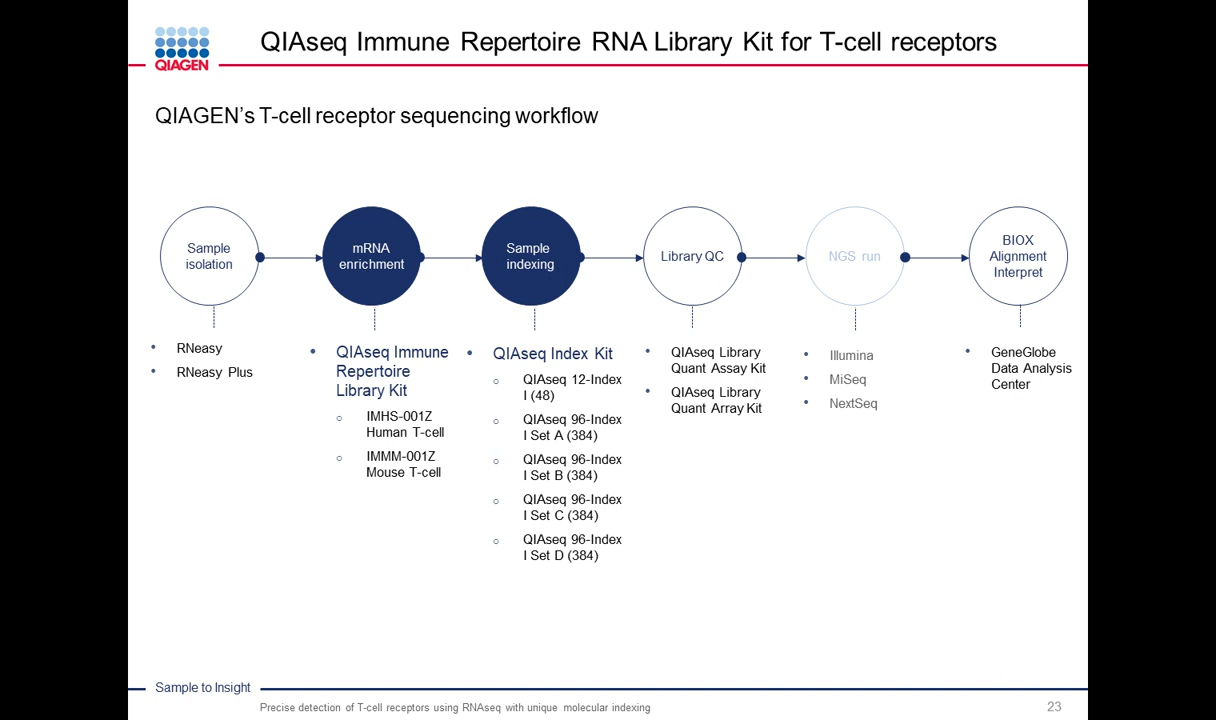 QIAGEN
QIAseq Immune Repertoire RNA Library Kit for T-cell receptors
QIAGEN’s T-cell receptor sequencing workflow
Sample
isolation
mRNA
enrichment
Sample
indexing
Library QC
NGS run
BIOX
Alignment
Interpret
• RNeasy
• RNeasy Plus
• QIAseq Immune
Repertoire
Library Kit
○ IMHS-001Z
Human T-cell
○ IMMM-001Z
Mouse T-cell
• QIAseq Index Kit
○ QIAseq 12-Index
I (48)
○ QIAseq 96-Index
I Set A (384)
○ QIAseq 96-Index
I Set B (384)
○ QIAseq 96-Index
I Set C (384)
○ QIAseq 96-Index
I Set D (384)
• QIAseq Library
Quant Assay Kit
• QIAseq Library
Quant Array Kit
• Illumina
• MiSeq
• NextSeq
• GeneGlobe
Data Analysis
Center
Sample to Insight
Precise detection of T-cell receptors using RNAseq with unique molecular indexing
23